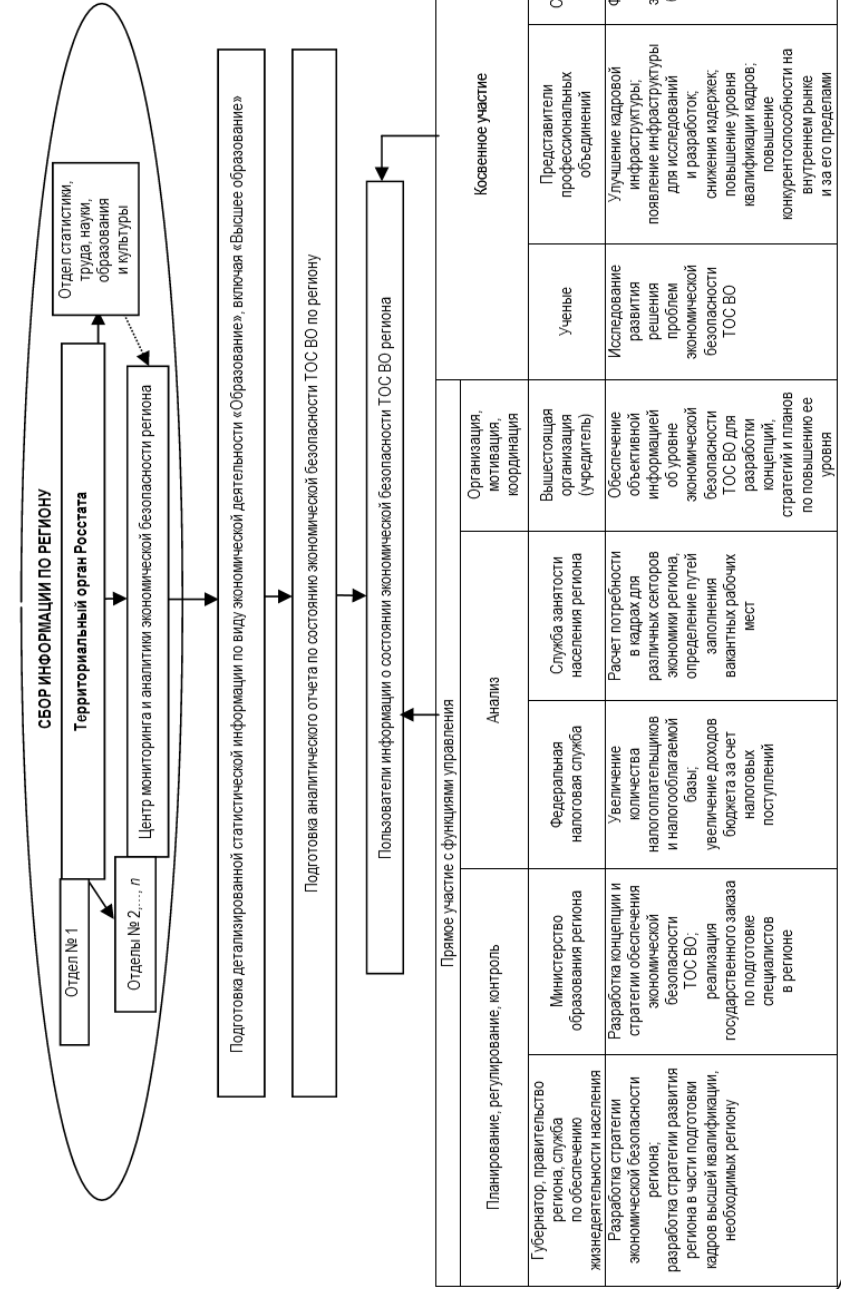 СБОР ИНФОРМАЦИИ ПО РЕГИОНУ
Территориальный орган Росстата
Отдел № 1
Отделы № 2,…, n
Отдел статистики,
труда, науки,
образования
и культуры
Центр мониторинга и аналитики экономической безопасности региона
Подготовка детализированной статистической информации по виду экономической деятельности «Образование», включая «Высшее образование»
Подготовка аналитического отчета по состоянию экономической безопасности ТОС ВО по региону
Пользователи информации о состоянии экономической безопасности ТОС ВО региона
Прямое участие с функциями управления
Косвенное участие
Планирование, регулирование, контроль
Анализ
Организация,
мотивация,
координация
Губернатор, правительство
региона, служба
по обеспечению
жизнедеятельности населения
Министерство
образования региона
Федеральная
налоговая служба
Служба занятости
населения региона
Вышестоящая
организация
(учредитель)
Ученые
Представители
профессиональных
объединений
Разработка стратегии
экономической безопасности
региона;
разработка стратегии развития
региона в части подготовки
кадров высшей квалификации,
необходимых региону
Разработка концепции и
стратегии обеспечения
экономической
безопасности
ТОС ВО;
реализация
государственного заказа
по подготовке
специалистов
в регионе
Увеличение
количества
налогоплательщиков
и налогооблагаемой
базы;
увеличение доходов
бюджета за счет
налоговых
поступлений
Расчет потребности
в кадрах для
различных секторов
экономики региона,
определение путей
заполнения
вакантных рабочих
мест
Обеспечение
объективной
информацией
об уровне
экономической
безопасности
ТОС ВО для
разработки
концепций,
стратегий и планов
по повышению ее
уровня
Исследование
развития
решения
проблем
экономической
безопасности
ТОС ВО
Улучшение кадровой
инфраструктуры;
появление инфраструктуры
для исследований
и разработок;
снижения издержек;
повышение уровня
квалификации кадров;
повышение
конкурентоспособности на
внутреннем рынке
и за его пределами